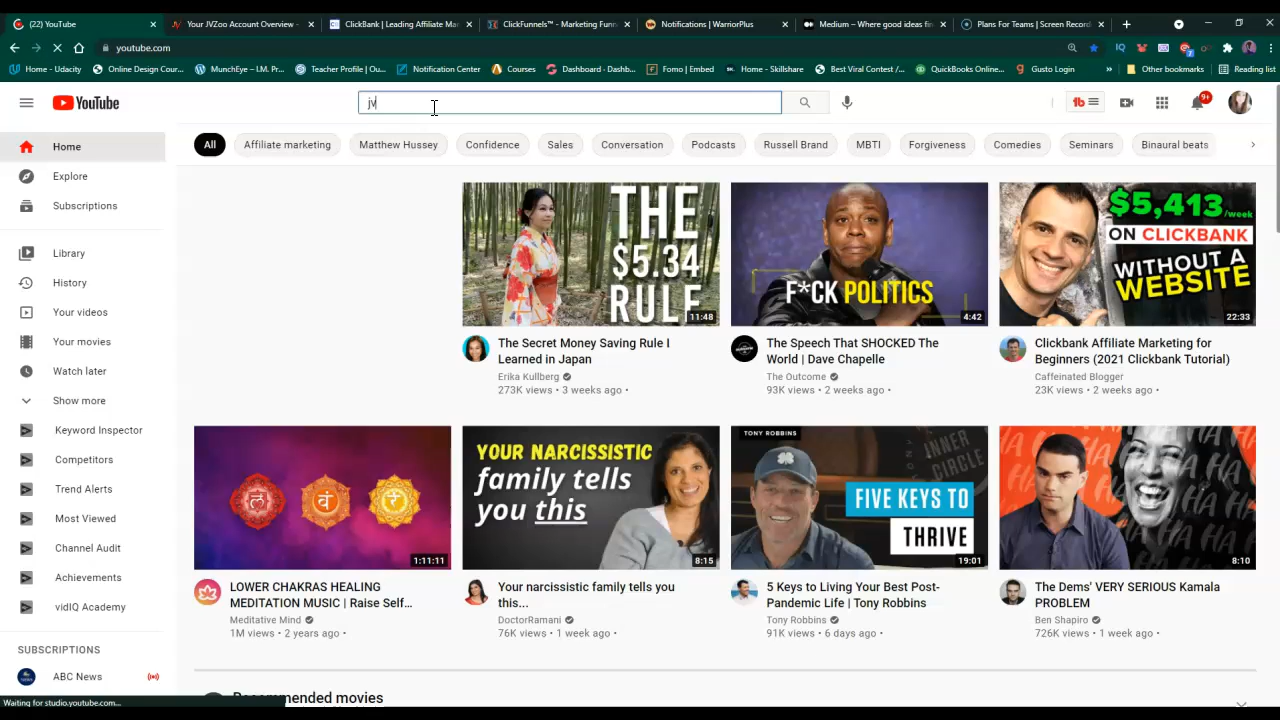 (22) YouTube
Your JVZoo Account Overview -
ClickBank | Leading Affiliate Mar
ClickFunnels™ - Marketing Funn
Notifications | WarriorPlus
Medium – Where good ideas fin
Plans For Teams | Screen Record
youtube.com
Home - Udacity
Online Design Cour...
MunchEye – I.M. Pr...
Teacher Profile | Ou...
Notification Center
Courses
Dashboard - Dashb...
Fomo | Embed
Home - Skillshare
Best Viral Contest /...
QuickBooks Online...
Gusto Login
Other bookmarks
Reading list
YouTube
jv
9+
Home
Explore
Subscriptions
Library
History
Your videos
Your movies
Watch later
Show more
Keyword Inspector
Competitors
Trend Alerts
Most Viewed
Channel Audit
Achievements
vidIQ Academy
SUBSCRIPTIONS
ABC News
All
Affiliate marketing
Matthew Hussey
Confidence
Sales
Conversation
Podcasts
Russell Brand
MBTI
Forgiveness
Comedies
Seminars
Binaural beats
THE
$5.34
RULE
11:48
The Secret Money Saving Rule I
Learned in Japan
Erika Kullberg
273K views • 3 weeks ago •
F*CK POLITICS
4:42
The Speech That SHOCKED The
World | Dave Chapelle
The Outcome
93K views • 2 weeks ago •
$5,413/week
ON CLICKBANK
WITHOUT A
WEBSITE
22:33
Clickbank Affiliate Marketing for
Beginners (2021 Clickbank Tutorial)
Caffeinated Blogger
23K views • 2 weeks ago •
1:11:11
LOWER CHAKRAS HEALING
MEDITATION MUSIC | Raise Self...
Meditative Mind
1M views • 2 years ago •
YOUR NARCISSISTIC
family tells
you this
8:15
Your narcissistic family tells you
this...
DoctorRamani
76K views • 1 week ago •
TONY ROBBINS
INNER
CIRCLE
FIVE KEYS TO
THRIVE
19:01
5 Keys to Living Your Best Post-
Pandemic Life | Tony Robbins
Tony Robbins
91K views • 6 days ago •
HA HA HA
8:10
The Dems' VERY SERIOUS Kamala
PROBLEM
Ben Shapiro
726K views • 1 week ago •
Recommended movies
Waiting for studio.youtube.com...